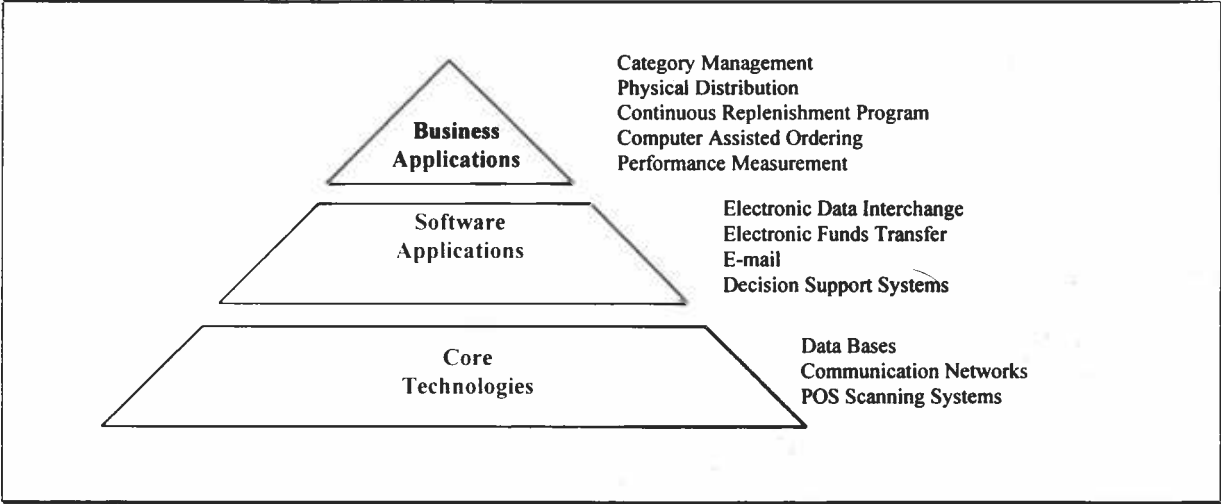 Business
Applications
Category Management
Physical Distribution
Continuous Replenishment Program
Computer Assisted Ordering
Performance Measurement
Software
Applications
Electronic Data Interchange
Electronic Funds Transfer
E-mail
Decision Support Systems
Core
Technologies
Data Bases
Communication Networks
POS Scanning Systems